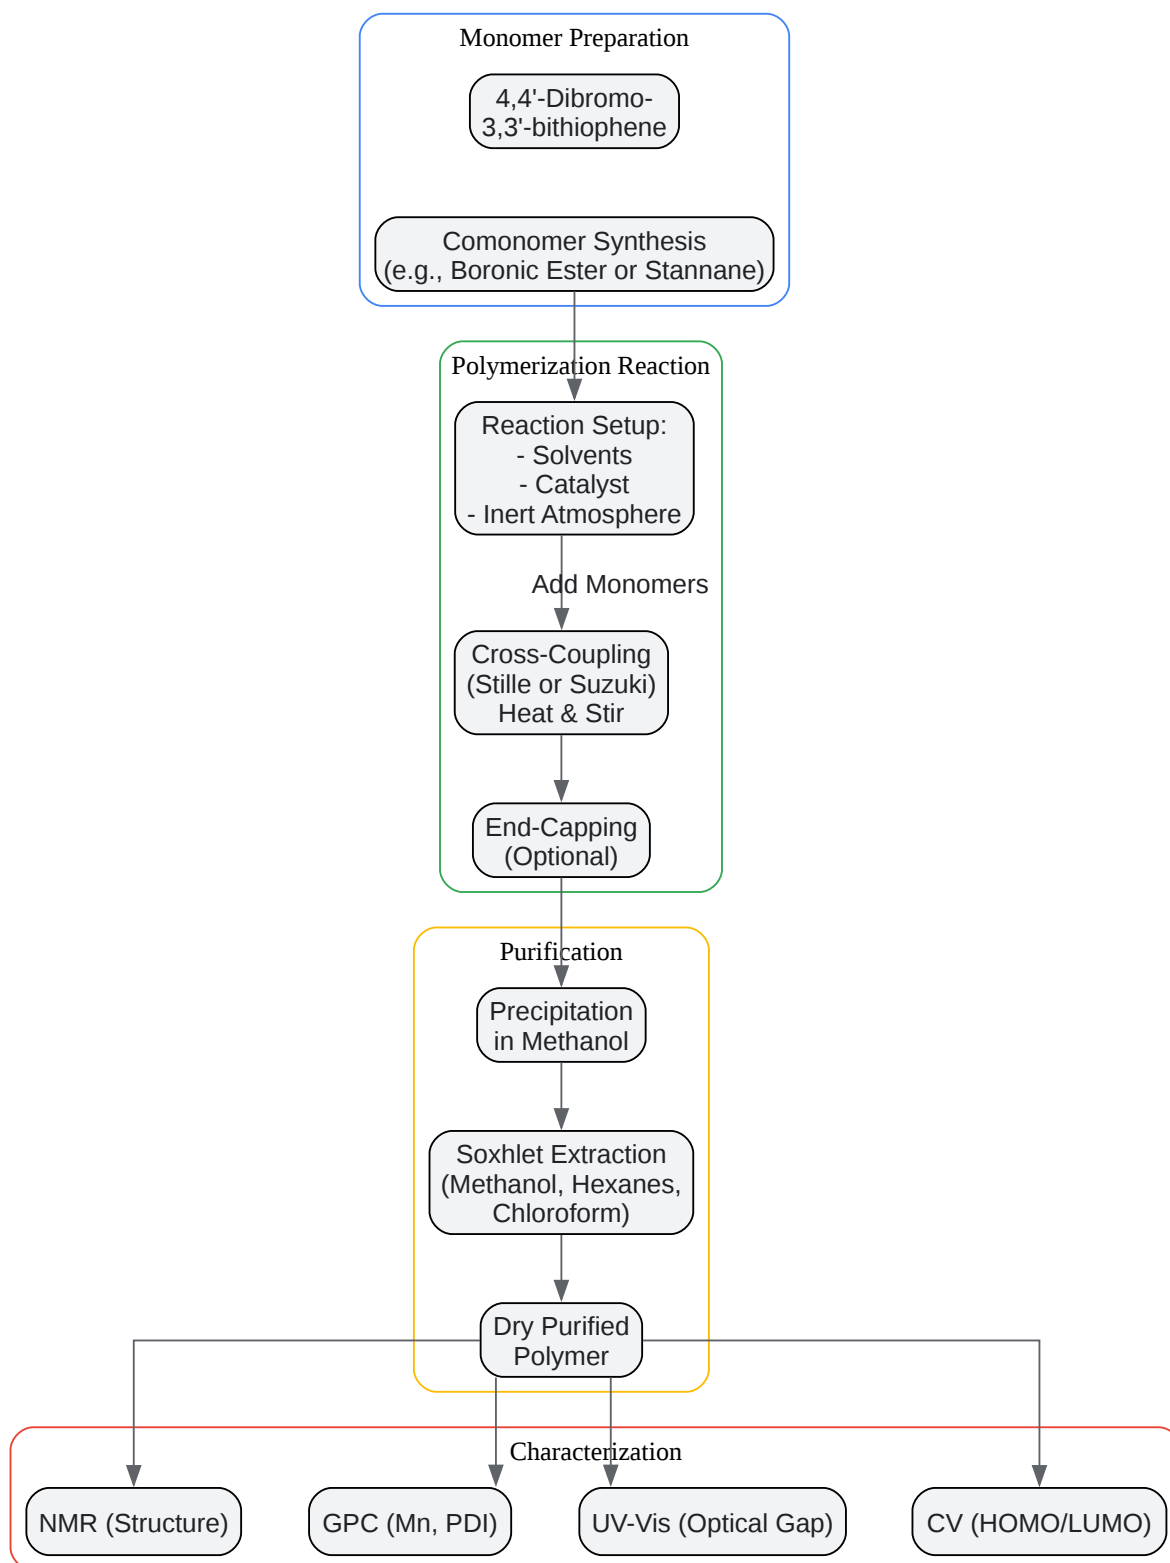 Monomer Preparation
4,4'-Dibromo-
3,3'-bithiophene
Comonomer Synthesis
(e.g., Boronic Ester or Stannane)
Polymerization Reaction
Reaction Setup:
- Solvents
- Catalyst
- Inert Atmosphere
Add Monomers
Cross-Coupling
(Stille or Suzuki)
Heat & Stir
End-Capping
(Optional)
Purification
Precipitation
in Methanol
Soxhlet Extraction
(Methanol, Hexanes,
Chloroform)
Dry Purified
Polymer
Characterization
NMR (Structure)
GPC (Mn, PDI)
UV-Vis (Optical Gap)
CV (HOMO/LUMO)